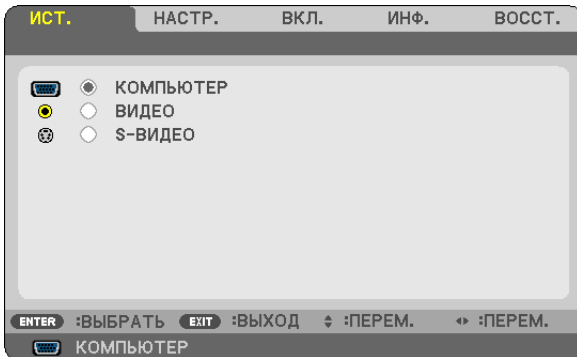 ИСТ. НАСТР. ВКЛ. ИНФ. ВОССТ.
КОМПЬЮТЕР
ВИДЕО
S-ВИДЕО
ENTER :ВЫБРАТЬ EXIT :ВЫХОД :ПЕРЕМ. :ПЕРЕМ.
КОМПЬЮТЕР